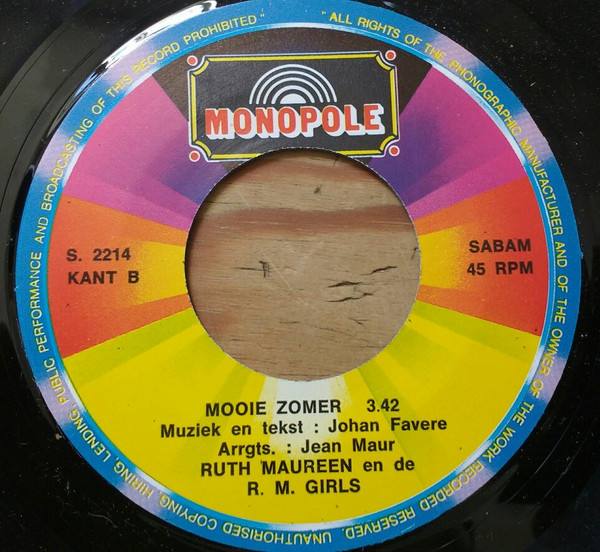 MONOPOLE
S. 2214
KANT B
SABAM
45 RPM
MOOIE ZOMER 3.42
Muziek en tekst : Johan Favere
Arrgts. : Jean Maur
RUTH MAUREEN en de
R. M. GIRLS
"ALL RIGHTS OF THE PHONOGRAPHIC MANUFACTURER AND OF THE OWNER OF THE WORK RECORDED RESERVED. UNAUTHORISED COPYING, HIRING, LENDING, PUBLIC PERFORMANCE AND BROADCASTING OF THIS RECORD PROHIBITED"